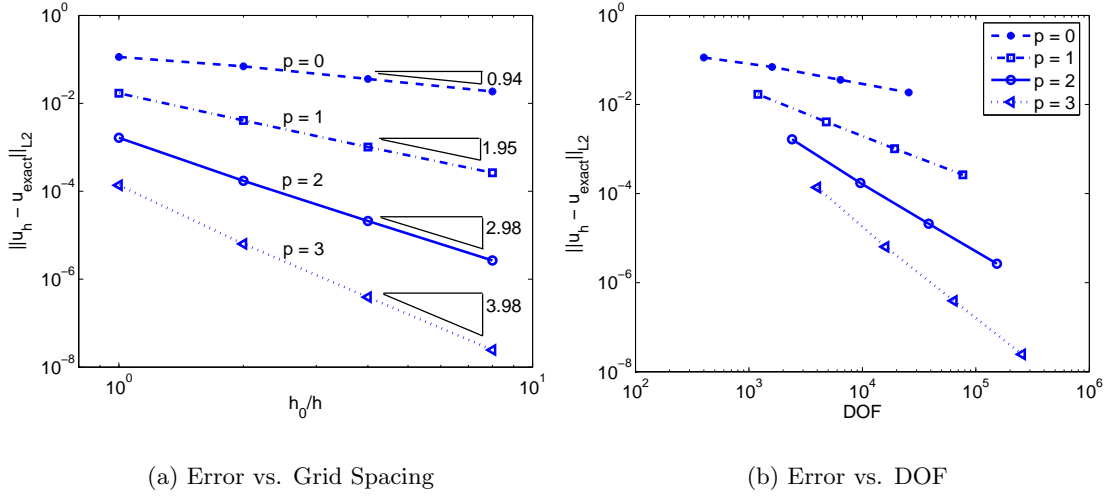 10^0
10^−2
10^−4
10^−6
10^−8
||u_h − u_exact||_L2
p = 0
p = 1
p = 2
p = 3
0.94
1.95
2.98
3.98
10^0
10^1
h_0/h
(a) Error vs. Grid Spacing
10^0
10^−2
10^−4
10^−6
10^−8
||u_h − u_exact||_L2
p = 0
p = 1
p = 2
p = 3
10^2
10^3
10^4
10^5
10^6
DOF
(b) Error vs. DOF